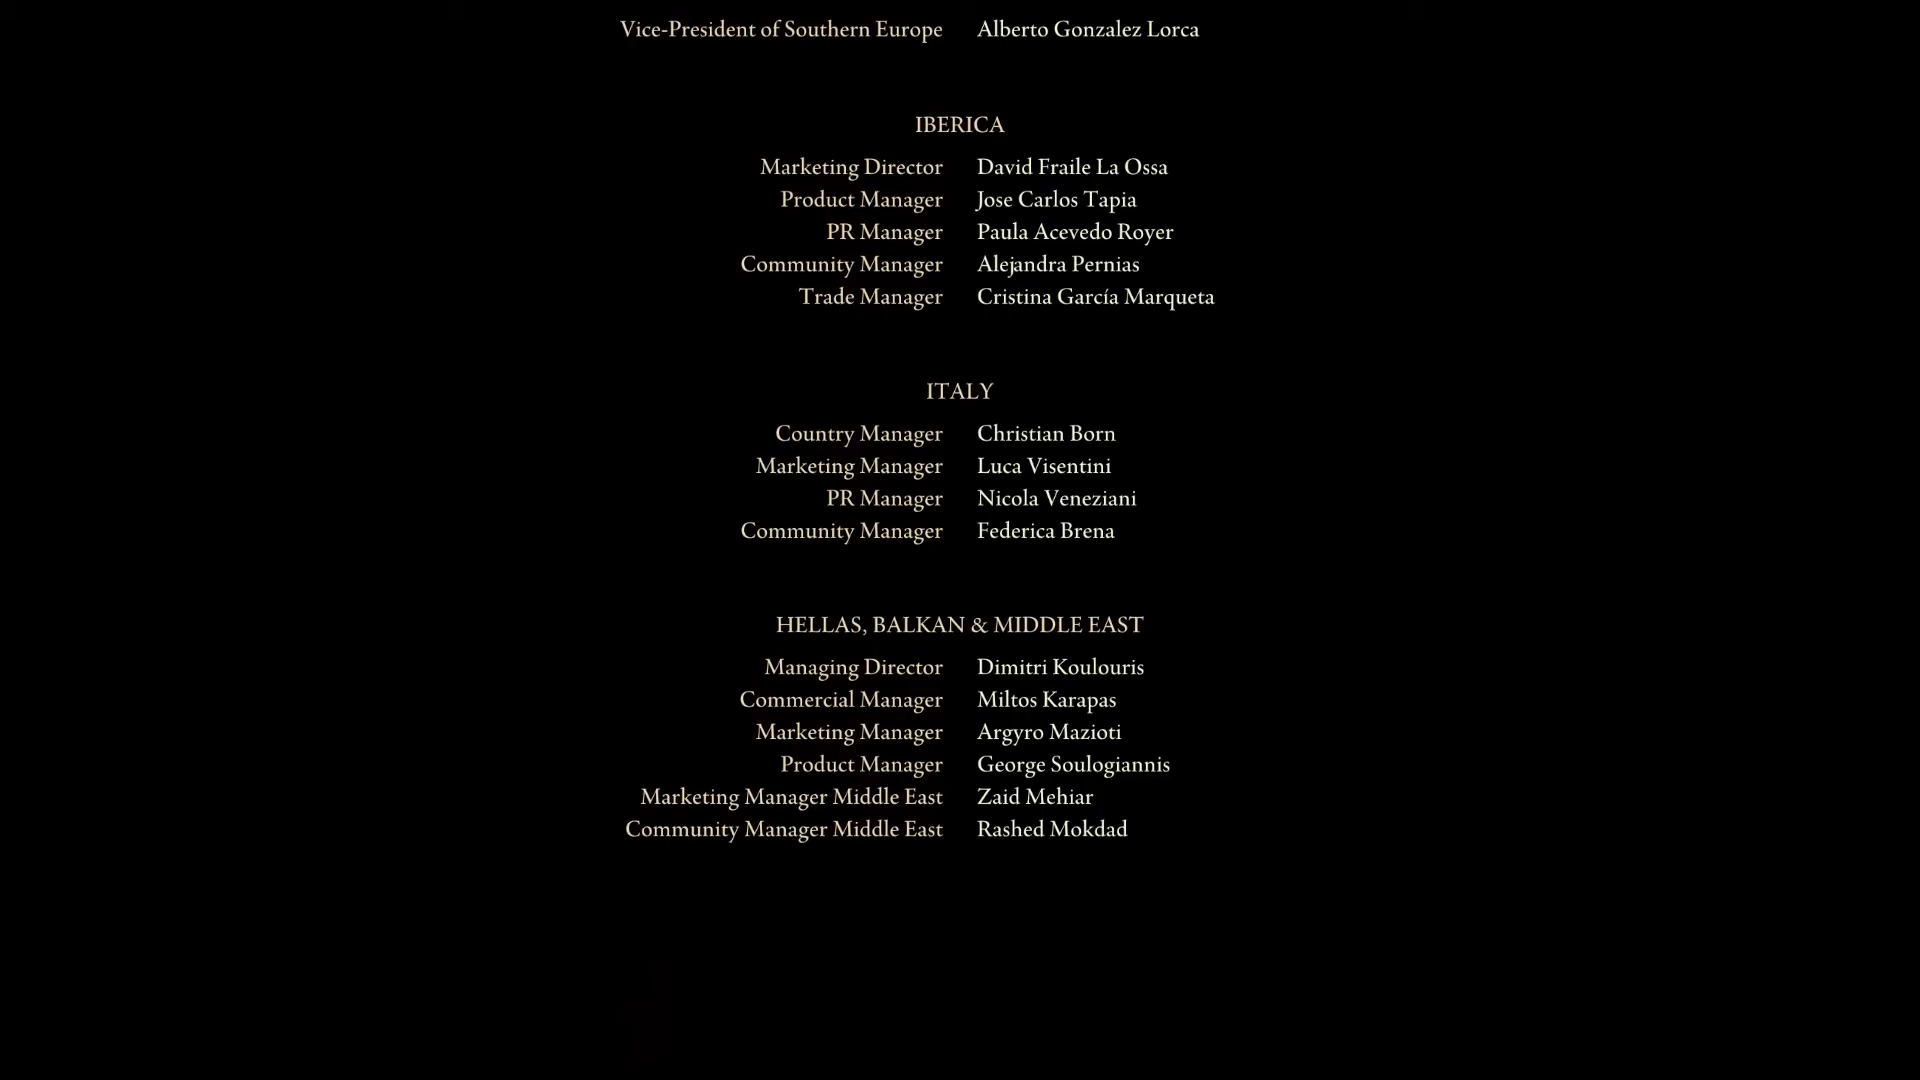 Vice-President of Southern Europe Alberto Gonzalez Lorca
IBERICA
Marketing Director David Fraile La Ossa
Product Manager Jose Carlos Tapia
PR Manager Paula Acevedo Royer
Community Manager Alejandra Pernias
Trade Manager Cristina García Marqueta
ITALY
Country Manager Christian Born
Marketing Manager Luca Visentini
PR Manager Nicola Veneziani
Community Manager Federica Brena
HELLAS, BALKAN & MIDDLE EAST
Managing Director Dimitri Koulouris
Commercial Manager Miltos Karapas
Marketing Manager Argyro Mazioti
Product Manager George Soulogiannis
Marketing Manager Middle East Zaid Mehiar
Community Manager Middle East Rashed Mokdad